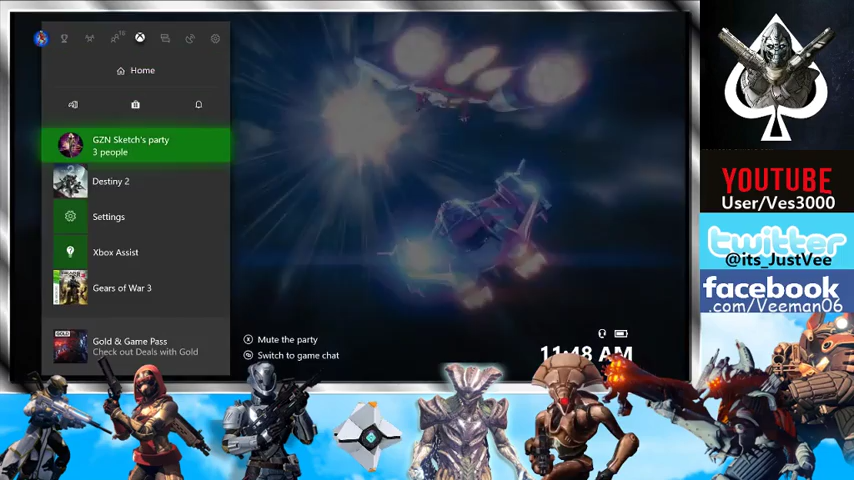 18
Home
GZN Sketch's party
3 people
Destiny 2
Settings
Xbox Assist
Gears of War 3
GOLD
Gold & Game Pass
Check out Deals with Gold
Mute the party
Switch to game chat
11:48 AM
YOUTUBE
User/Ves3000
twitter
@its_JustVee
facebook
.com/Veeman06